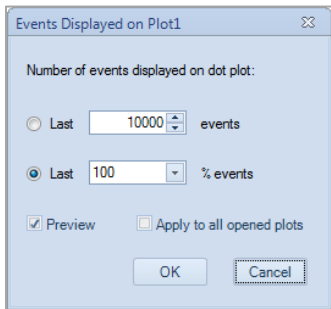 Events Displayed on Plot1
Number of events displayed on dot plot:
Last 10000 events
Last 100 % events
Preview Apply to all opened plots
OK Cancel